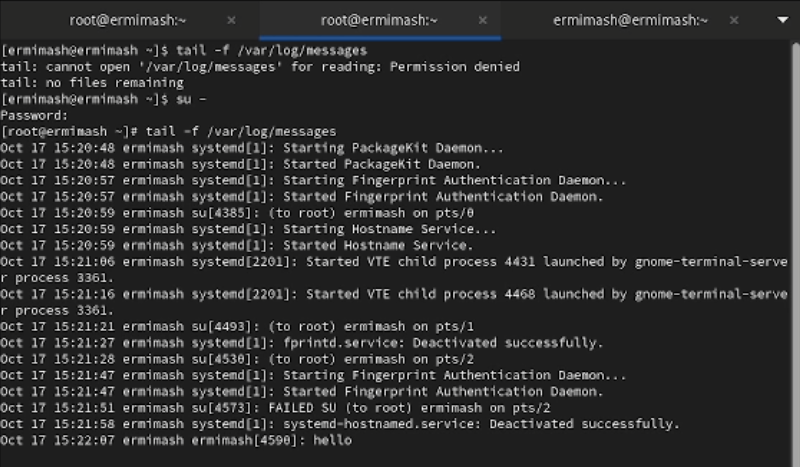 root@ermimash:~ × root@ermimash:~ × ermimash@ermimash:~ ×
[ermimash@ermimash ~]$ tail -f /var/log/messages
tail: cannot open '/var/log/messages' for reading: Permission denied
tail: no files remaining
[ermimash@ermimash ~]$ su -
Password:
[root@ermimash ~]# tail -f /var/log/messages
Oct 17 15:20:48 ermimash systemd[1]: Starting PackageKit Daemon...
Oct 17 15:20:48 ermimash systemd[1]: Started PackageKit Daemon.
Oct 17 15:20:57 ermimash systemd[1]: Starting Fingerprint Authentication Daemon...
Oct 17 15:20:57 ermimash systemd[1]: Started Fingerprint Authentication Daemon.
Oct 17 15:20:59 ermimash su[4385]: (to root) ermimash on pts/0
Oct 17 15:20:59 ermimash systemd[1]: Starting Hostname Service...
Oct 17 15:20:59 ermimash systemd[1]: Started Hostname Service.
Oct 17 15:21:06 ermimash systemd[2201]: Started VTE child process 4431 launched by gnome-terminal-serve
r process 3361.
Oct 17 15:21:16 ermimash systemd[2201]: Started VTE child process 4468 launched by gnome-terminal-serve
r process 3361.
Oct 17 15:21:21 ermimash su[4493]: (to root) ermimash on pts/1
Oct 17 15:21:27 ermimash systemd[1]: fprintd.service: Deactivated successfully.
Oct 17 15:21:28 ermimash su[4530]: (to root) ermimash on pts/2
Oct 17 15:21:47 ermimash systemd[1]: Starting Fingerprint Authentication Daemon...
Oct 17 15:21:47 ermimash systemd[1]: Started Fingerprint Authentication Daemon.
Oct 17 15:21:51 ermimash su[4573]: FAILED SU (to root) ermimash on pts/2
Oct 17 15:21:58 ermimash systemd[1]: systemd-hostnamed.service: Deactivated successfully.
Oct 17 15:22:07 ermimash ermimash[4590]: hello